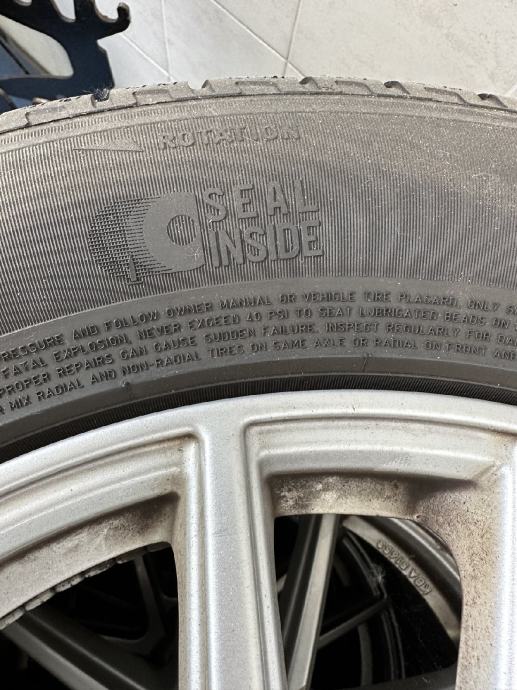 ROTATION
SEAL
INSIDE
PRESSURE AND FOLLOW OWNER MANUAL OR VEHICLE TIRE PLACARD. ONLY
FATAL EXPLOSION, NEVER EXCEED 40 PSI TO SEAT LUBRICATED BEADS ON
REPAIRS CAN CAUSE SUDDEN FAILURE. INSPECT REGULARLY FOR
MIX RADIAL AND NON-RADIAL TIRES ON SAME AXLE OR RADIAL ON FRONT AND